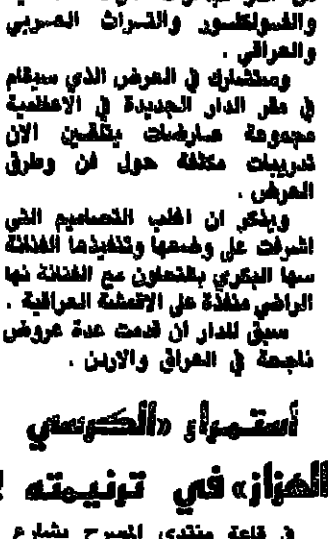 والفولكلور والتراث العربي
والعراقي .
وستشارك في العرض الذي سيقام
في مقر الدار الجديدة في الاعظمية
مجموعة عارضات يتلقين الان
تدريبات مكثفة حول فن وطرق
العرض .
ويذكر ان اغلب التصاميم التي
اشرفت على وضعها وتنفيذها الفنانة
سها البكري بالتعاون مع الفنانة نها
الراضي منفذة على الاقمشة العراقية .
سبق للدار ان قدمت عدة عروض
ناجحة في العراق والاردن .
أستمرار «الكرسي
الهزاز» في ترنيمته !
في قاعة منتدى المسرح بشارع